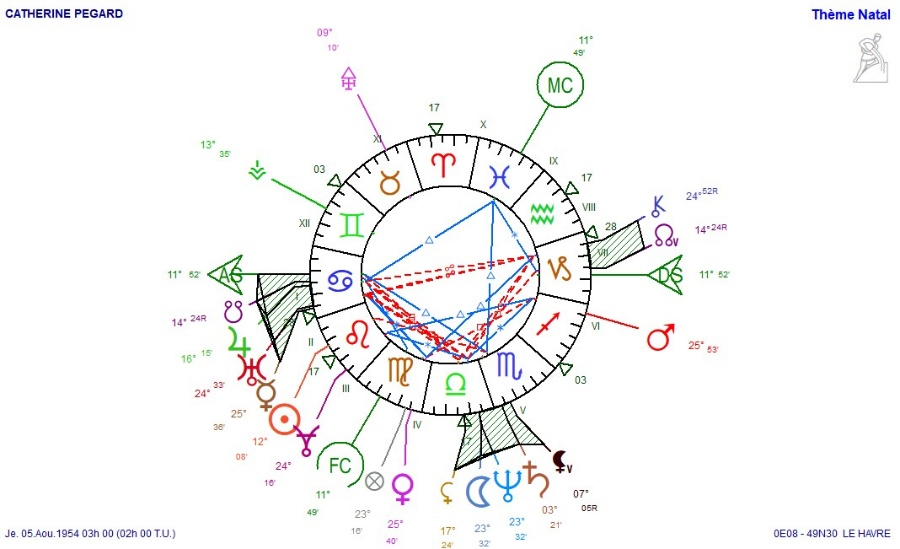 CATHERINE PEGARD
Thème Natal
09°
10'
11°
49'
MC
17
X
XI
13°
35'
03
IX
17
VIII
24°52R
XII
28
14°24R
VII
11° 52'
AS
DS
11° 52'
I
14° 24R
II
VI
16° 15'
25° 53'
17
03
24° 33'
III
25°
36'
IV
V
12°
08'
17
24°
16'
FC
07°
05R
11°
49'
23°
16'
25°
40'
17°
24'
23°
32'
23°
32'
03°
21'
Je. 05.Aou.1954 03h 00 (02h 00 T.U.)
0E08 - 49N30 LE HAVRE